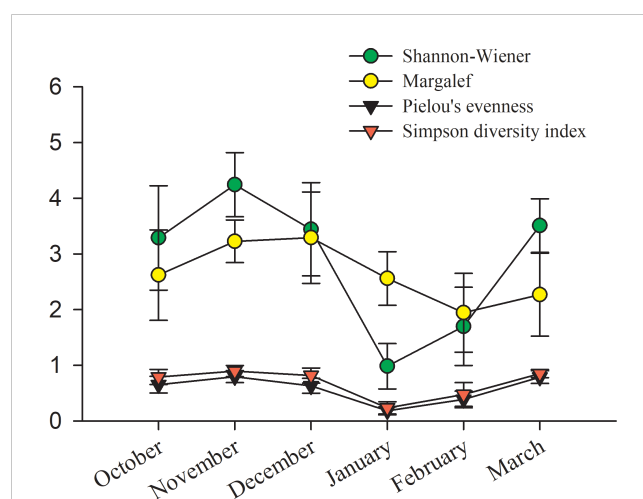 Shannon-Wiener
Margalef
Pielou's evenness
Simpson diversity index
6
5
4
3
2
1
0
October
November
December
January
February
March